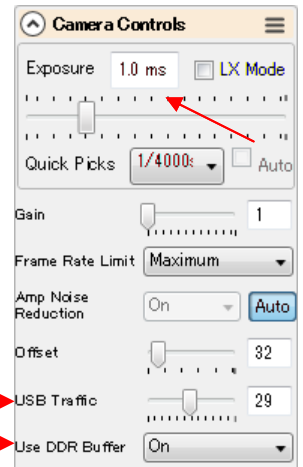 Camera Controls
Exposure 1.0 ms LX Mode
Quick Picks 1/4000s Auto
Gain 1
Frame Rate Limit Maximum
Amp Noise
Reduction On Auto
Offset 32
USB Traffic 29
Use DDR Buffer On